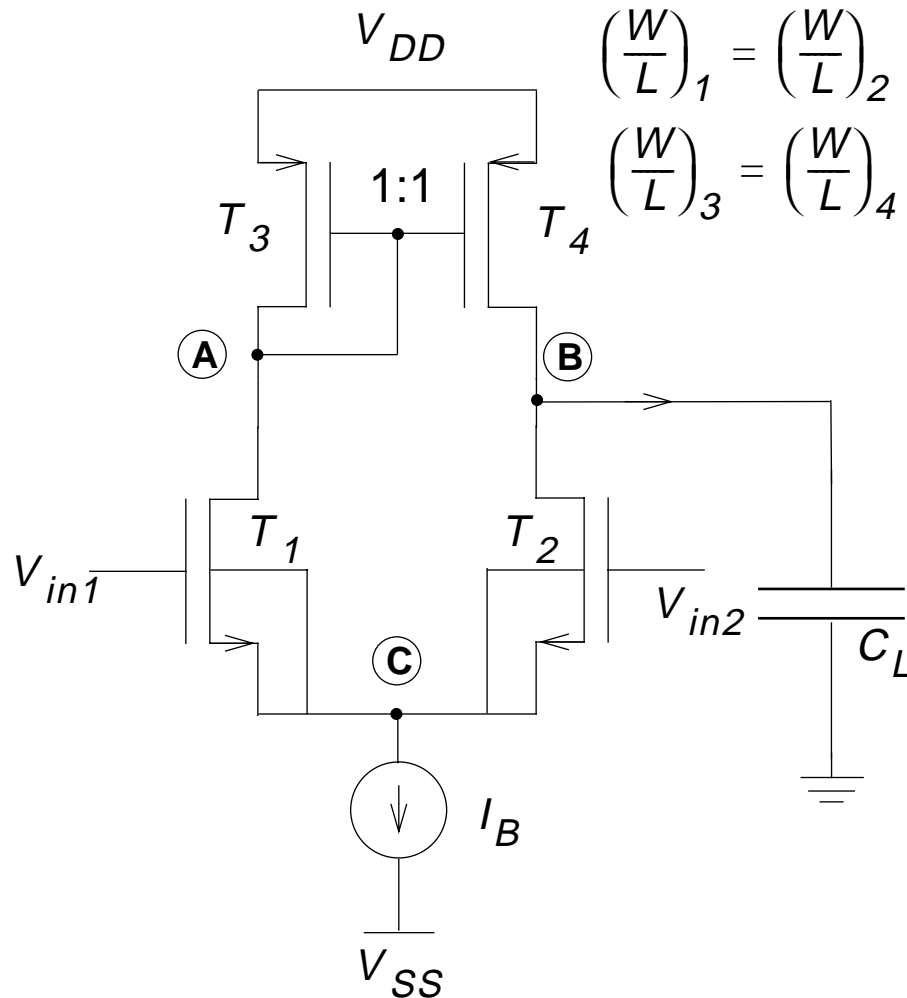 V_DD
(W/L)_1 = (W/L)_2
(W/L)_3 = (W/L)_4
1:1
T_3
T_4
A
B
T_1
T_2
V_in1
V_in2
C
C_L
I_B
V_SS